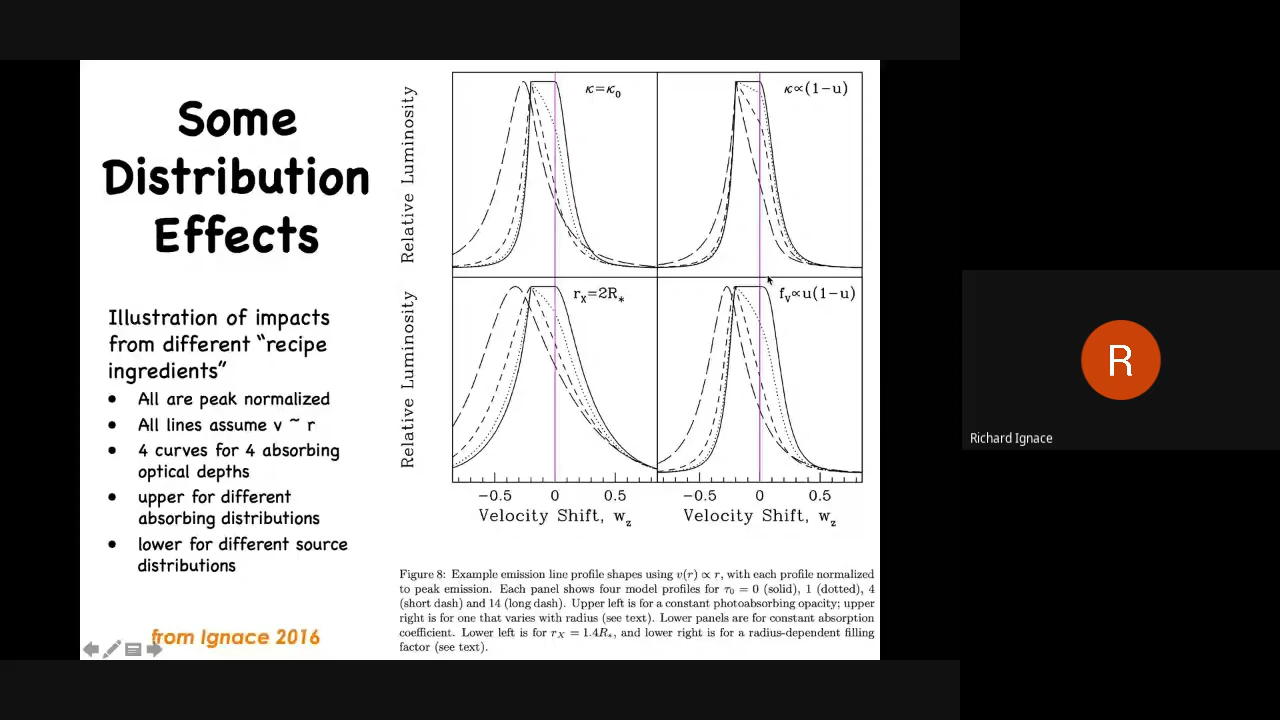 Some
Distribution
Effects
Illustration of impacts
from different “recipe
ingredients”
• All are peak normalized
• All lines assume v ~ r
• 4 curves for 4 absorbing
optical depths
• upper for different
absorbing distributions
• lower for different source
distributions
from Ignace 2016
Relative Luminosity
κ=κ₀
κ∝(1−u)
Relative Luminosity
rₓ=2R*
fᵥ∝u(1−u)
−0.5 0 0.5
−0.5 0 0.5
Velocity Shift, w_z
Velocity Shift, w_z
Figure 8: Example emission line profile shapes using v(r) ∝ r, with each profile normalized
to peak emission. Each panel shows four model profiles for τ₀ = 0 (solid), 1 (dotted), 4
(short dash) and 14 (long dash). Upper left is for a constant photoabsorbing opacity; upper
right is for one that varies with radius (see text). Lower panels are for constant absorption
coefficient. Lower left is for r_X = 1.4R*, and lower right is for a radius-dependent filling
factor (see text).
R
Richard Ignace